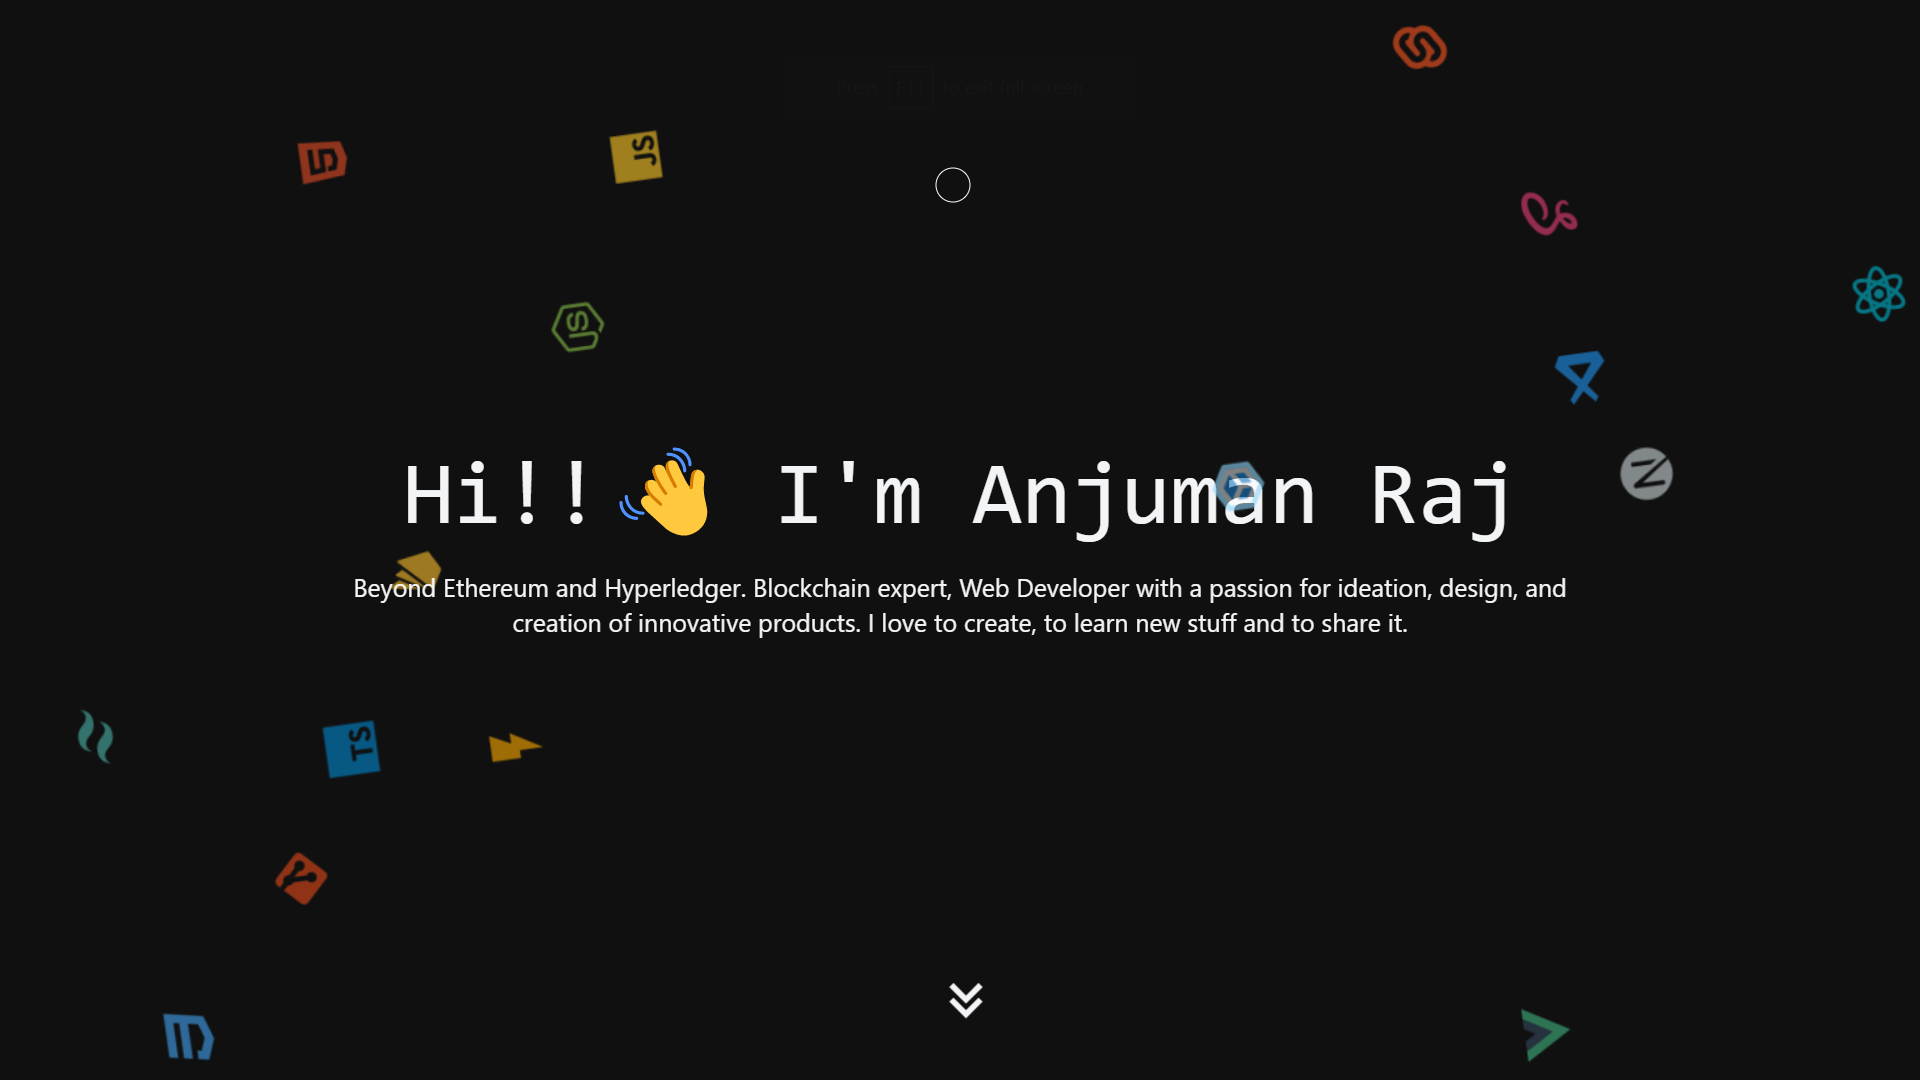 Press F11 to exit full screen
JS
JS
Hi!! I'm Anjuman Raj
Beyond Ethereum and Hyperledger. Blockchain expert, Web Developer with a passion for ideation, design, and
creation of innovative products. I love to create, to learn new stuff and to share it.
TS